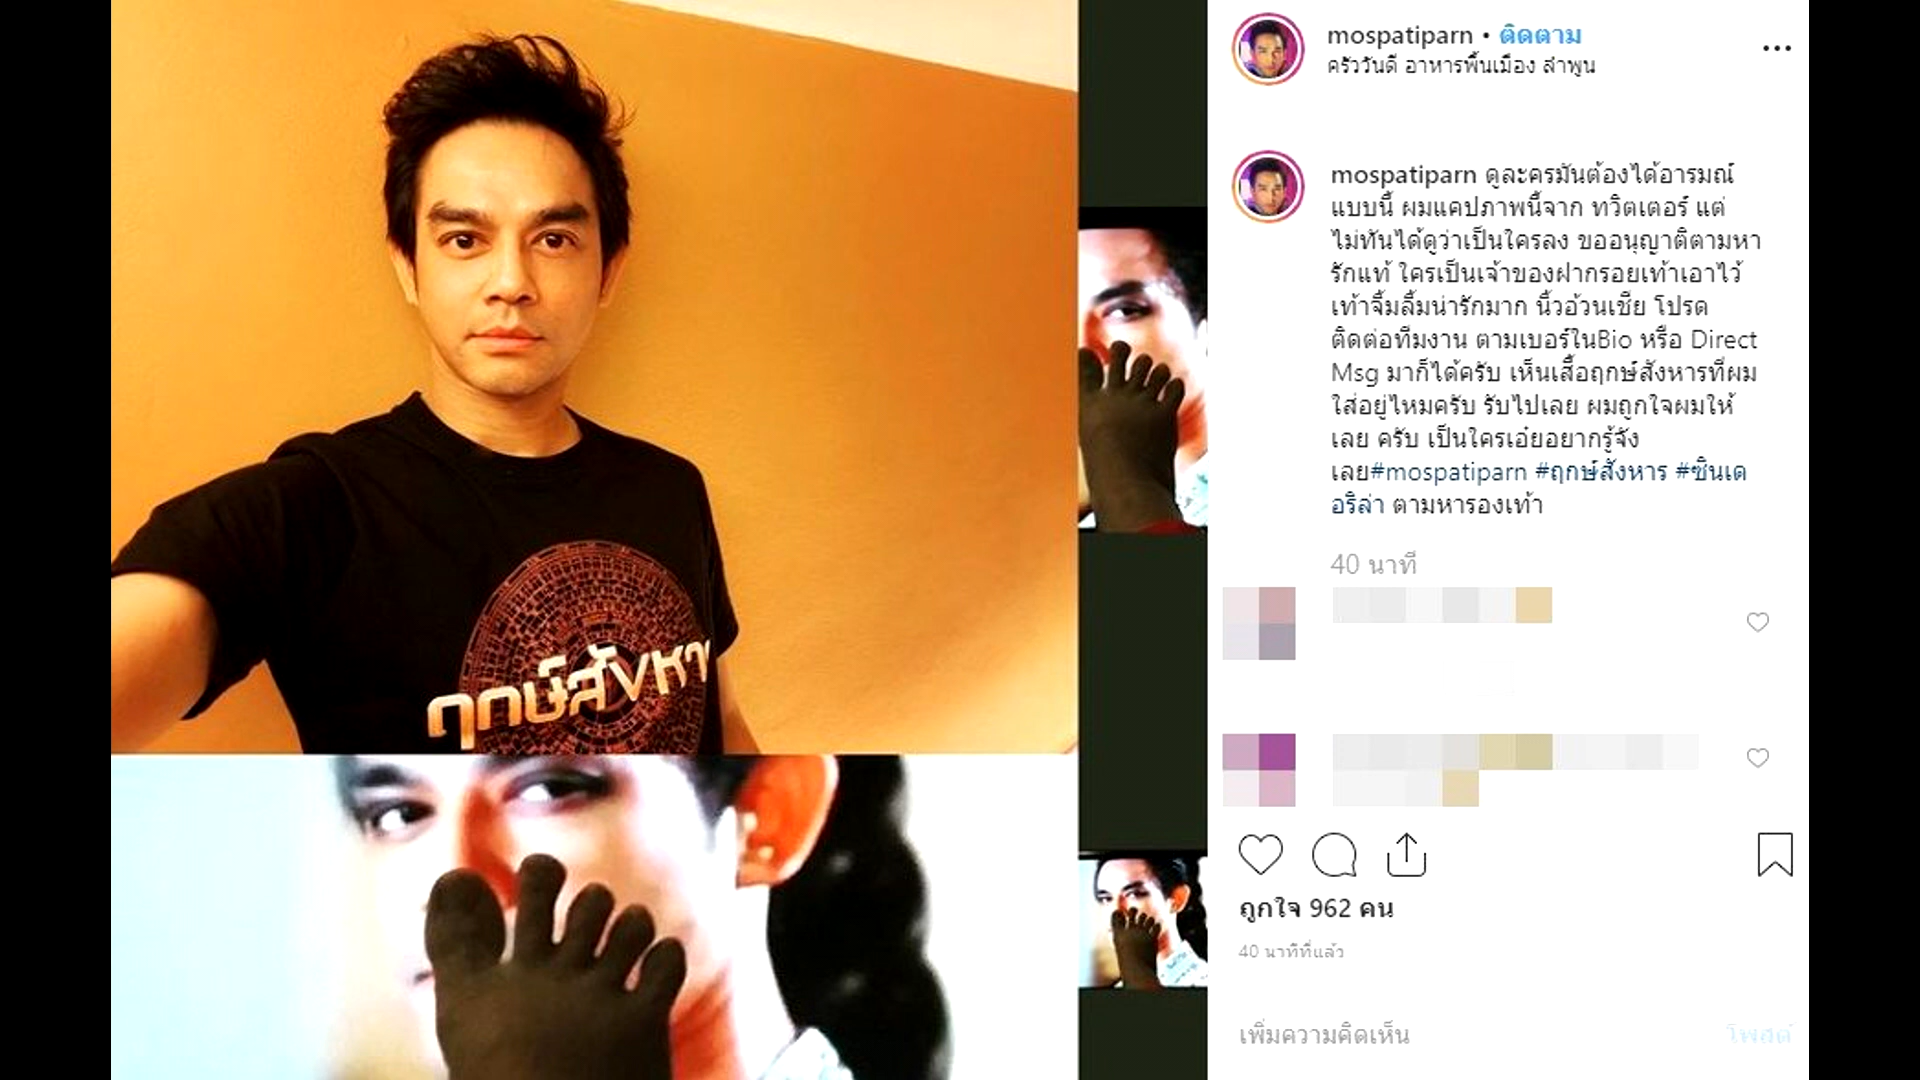 mospatiparn • ติดตาม
ครัววันดี อาหารพื้นเมือง ลำพูน
mospatiparn ดูละครมันต้องได้อารมณ์
แบบนี้ ผมแคปภาพนี้จาก ทวิตเตอร์ แต่
ไม่ทันได้ดูว่าเป็นใครลง ขออนุญาติตามหา
รักแท้ ใครเป็นเจ้าของฝากรอยเท้าเอาไว้
เท้าจิ้มลิ้มน่ารักมาก นิ้วอ้วนเชีย โปรด
ติดต่อทีมงาน ตามเบอร์ในBio หรือ Direct
Msg มาก็ได้ครับ เห็นเสื้อฤกษ์สังหารที่ผม
ใส่อยู่ไหมครับ รับไปเลย ผมถูกใจผมให้
เลย ครับ เป็นใครเอ่ยอยากรู้จัง
เลย#mospatiparn #ฤกษ์สังหาร #ซินเด
อริล่า ตามหารองเท้า
40 นาที
ฤกษ์สังหา
ถูกใจ 962 คน
40 นาทีที่แล้ว
เพิ่มความคิดเห็น
โพสต์